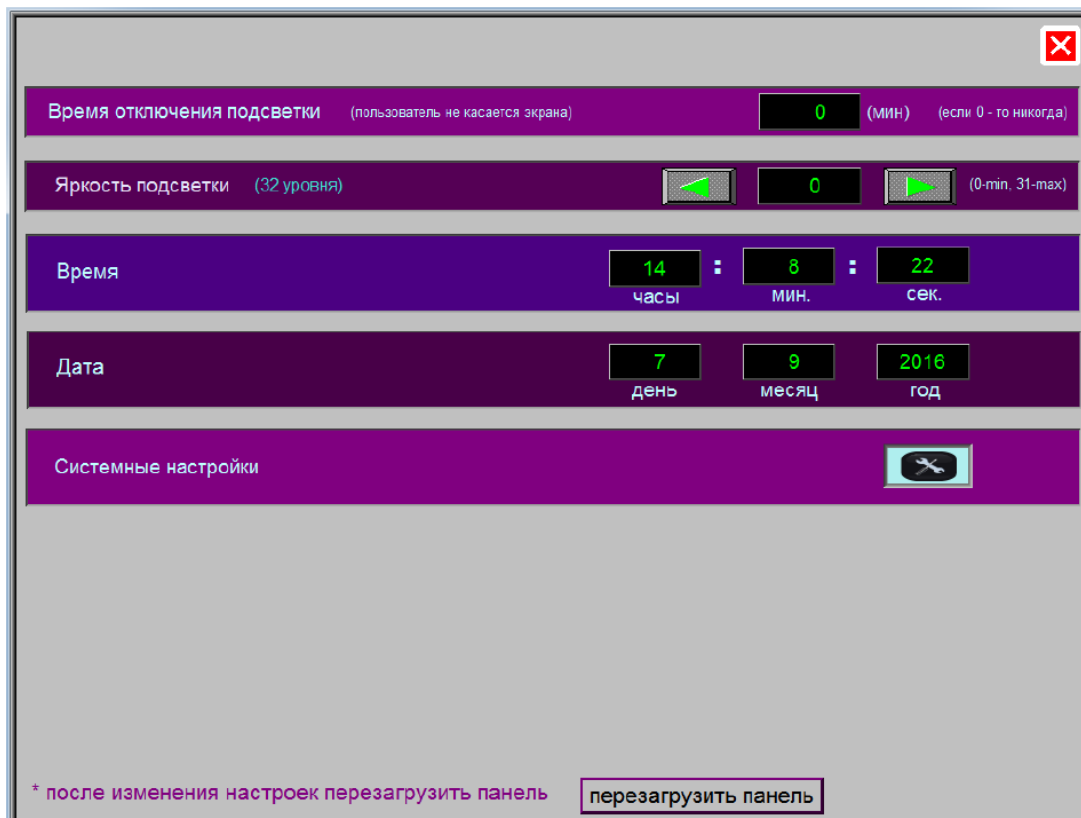 Время отключения подсветки (пользователь не касается экрана) 0 (мин) (если 0 - то никогда)
Яркость подсветки (32 уровня) 0 (0-min, 31-max)
Время 14 : 8 : 22
часы мин. сек.
Дата 7 9 2016
день месяц год
Системные настройки
* после изменения настроек перезагрузить панель перезагрузить панель